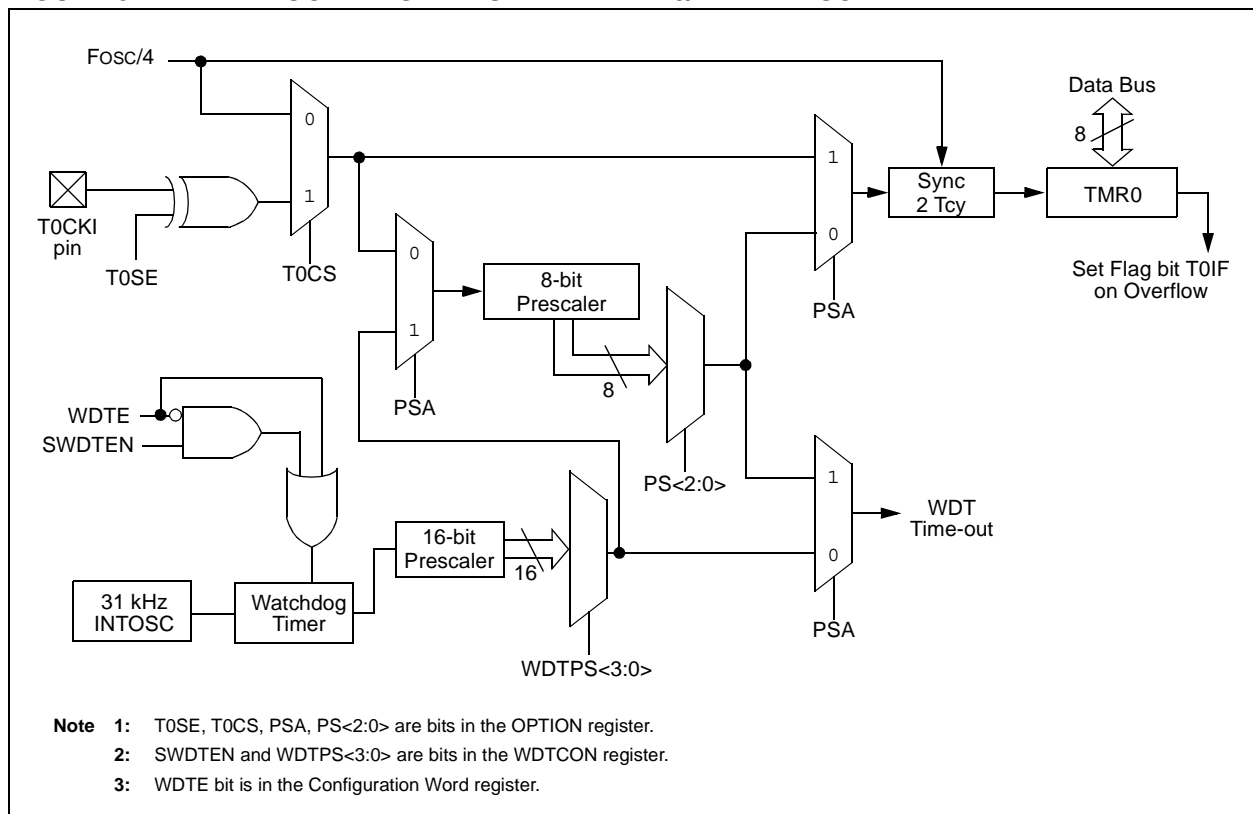 FOSC/4
Data Bus
0
1
8
T0CKI
pin
1
Sync
2 TCY
TMR0
T0SE
T0CS
0
8-bit
Prescaler
0
PSA
Set Flag bit T0IF
on Overflow
1
8
WDTE
PSA
SWDTEN
PS<2:0>
1
WDT
Time-out
16-bit
Prescaler
16
0
31 kHz
INTOSC
Watchdog
Timer
PSA
WDTPS<3:0>
Note 1: T0SE, T0CS, PSA, PS<2:0> are bits in the OPTION register.
2: SWDTEN and WDTPS<3:0> are bits in the WDTCON register.
3: WDTE bit is in the Configuration Word register.